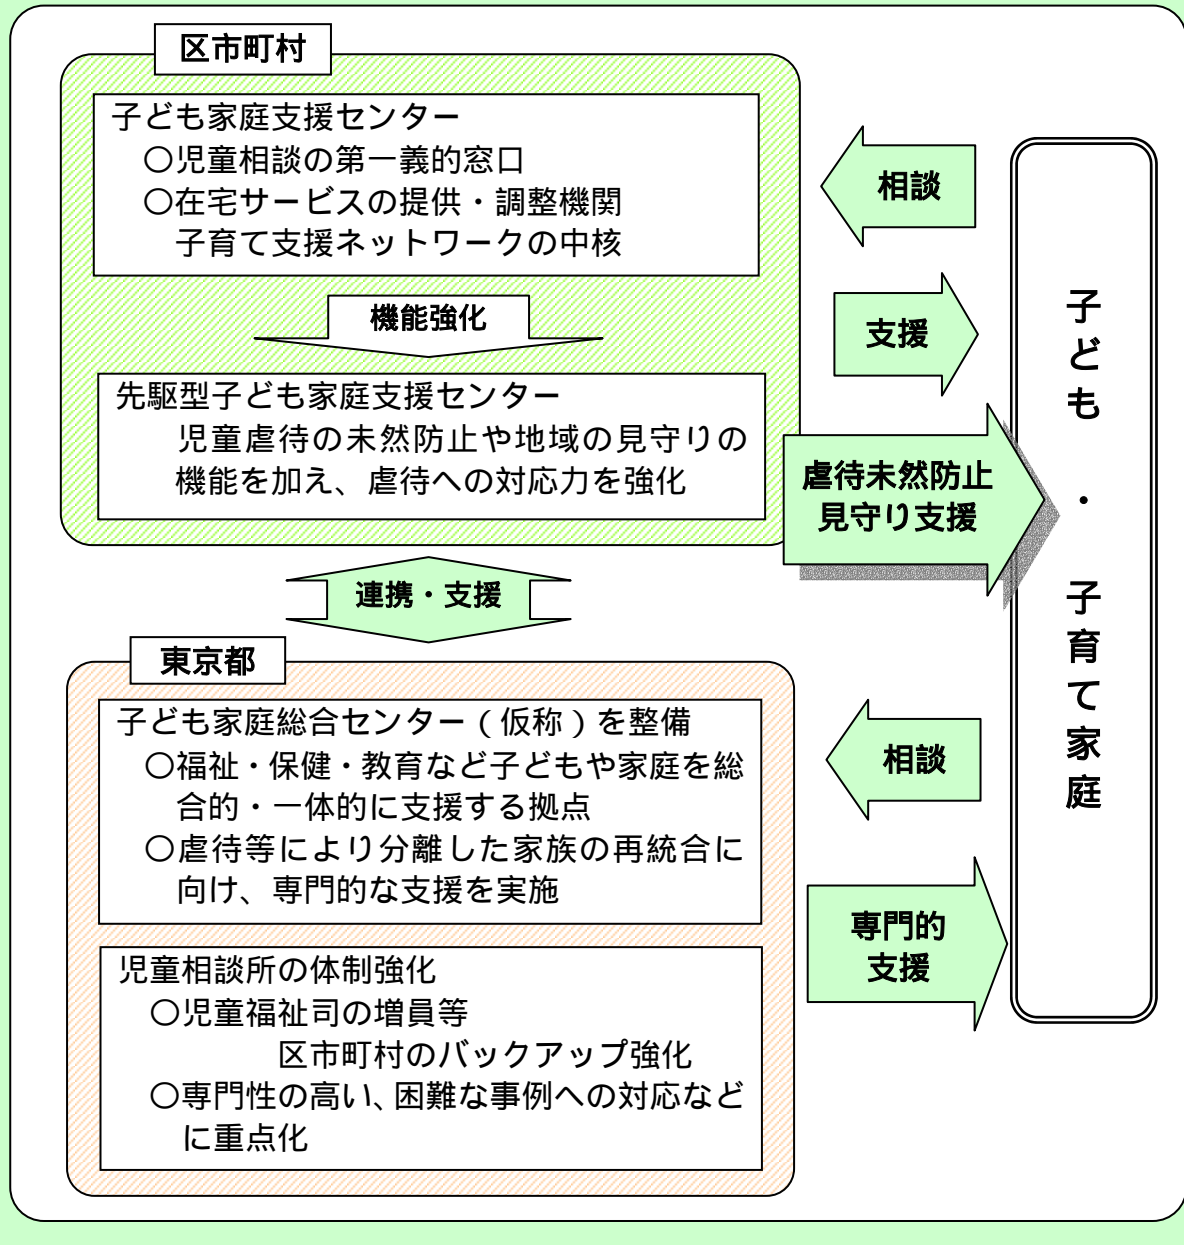 区市町村
子ども家庭支援センター
〇児童相談の第一義的窓口
〇在宅サービスの提供・調整機関
子育て支援ネットワークの中核
機能強化
先駆型子ども家庭支援センター
児童虐待の未然防止や地域の見守りの
機能を加え、虐待への対応力を強化
相談
支援
虐待未然防止
見守り支援
連携・支援
東京都
子ども家庭総合センター(仮称)を整備
〇福祉・保健・教育など子どもや家庭を総
合的・一体的に支援する拠点
〇虐待等により分離した家族の再統合に
向け、専門的な支援を実施
児童相談所の体制強化
〇児童福祉司の増員等
区市町村のバックアップ強化
〇専門性の高い、困難な事例への対応など
に重点化
相談
専門的
支援
子ども・子育て家庭